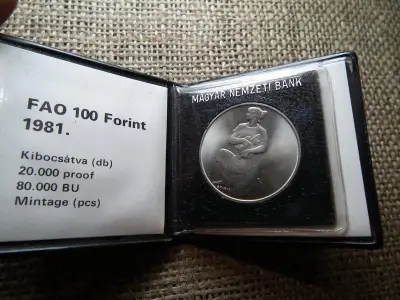 FAO 100 Forint
1981.
Kibocsátva (db)
20.000 proof
80.000 BU
Mintage (pcs)
MAGYAR NEMZETI BANK